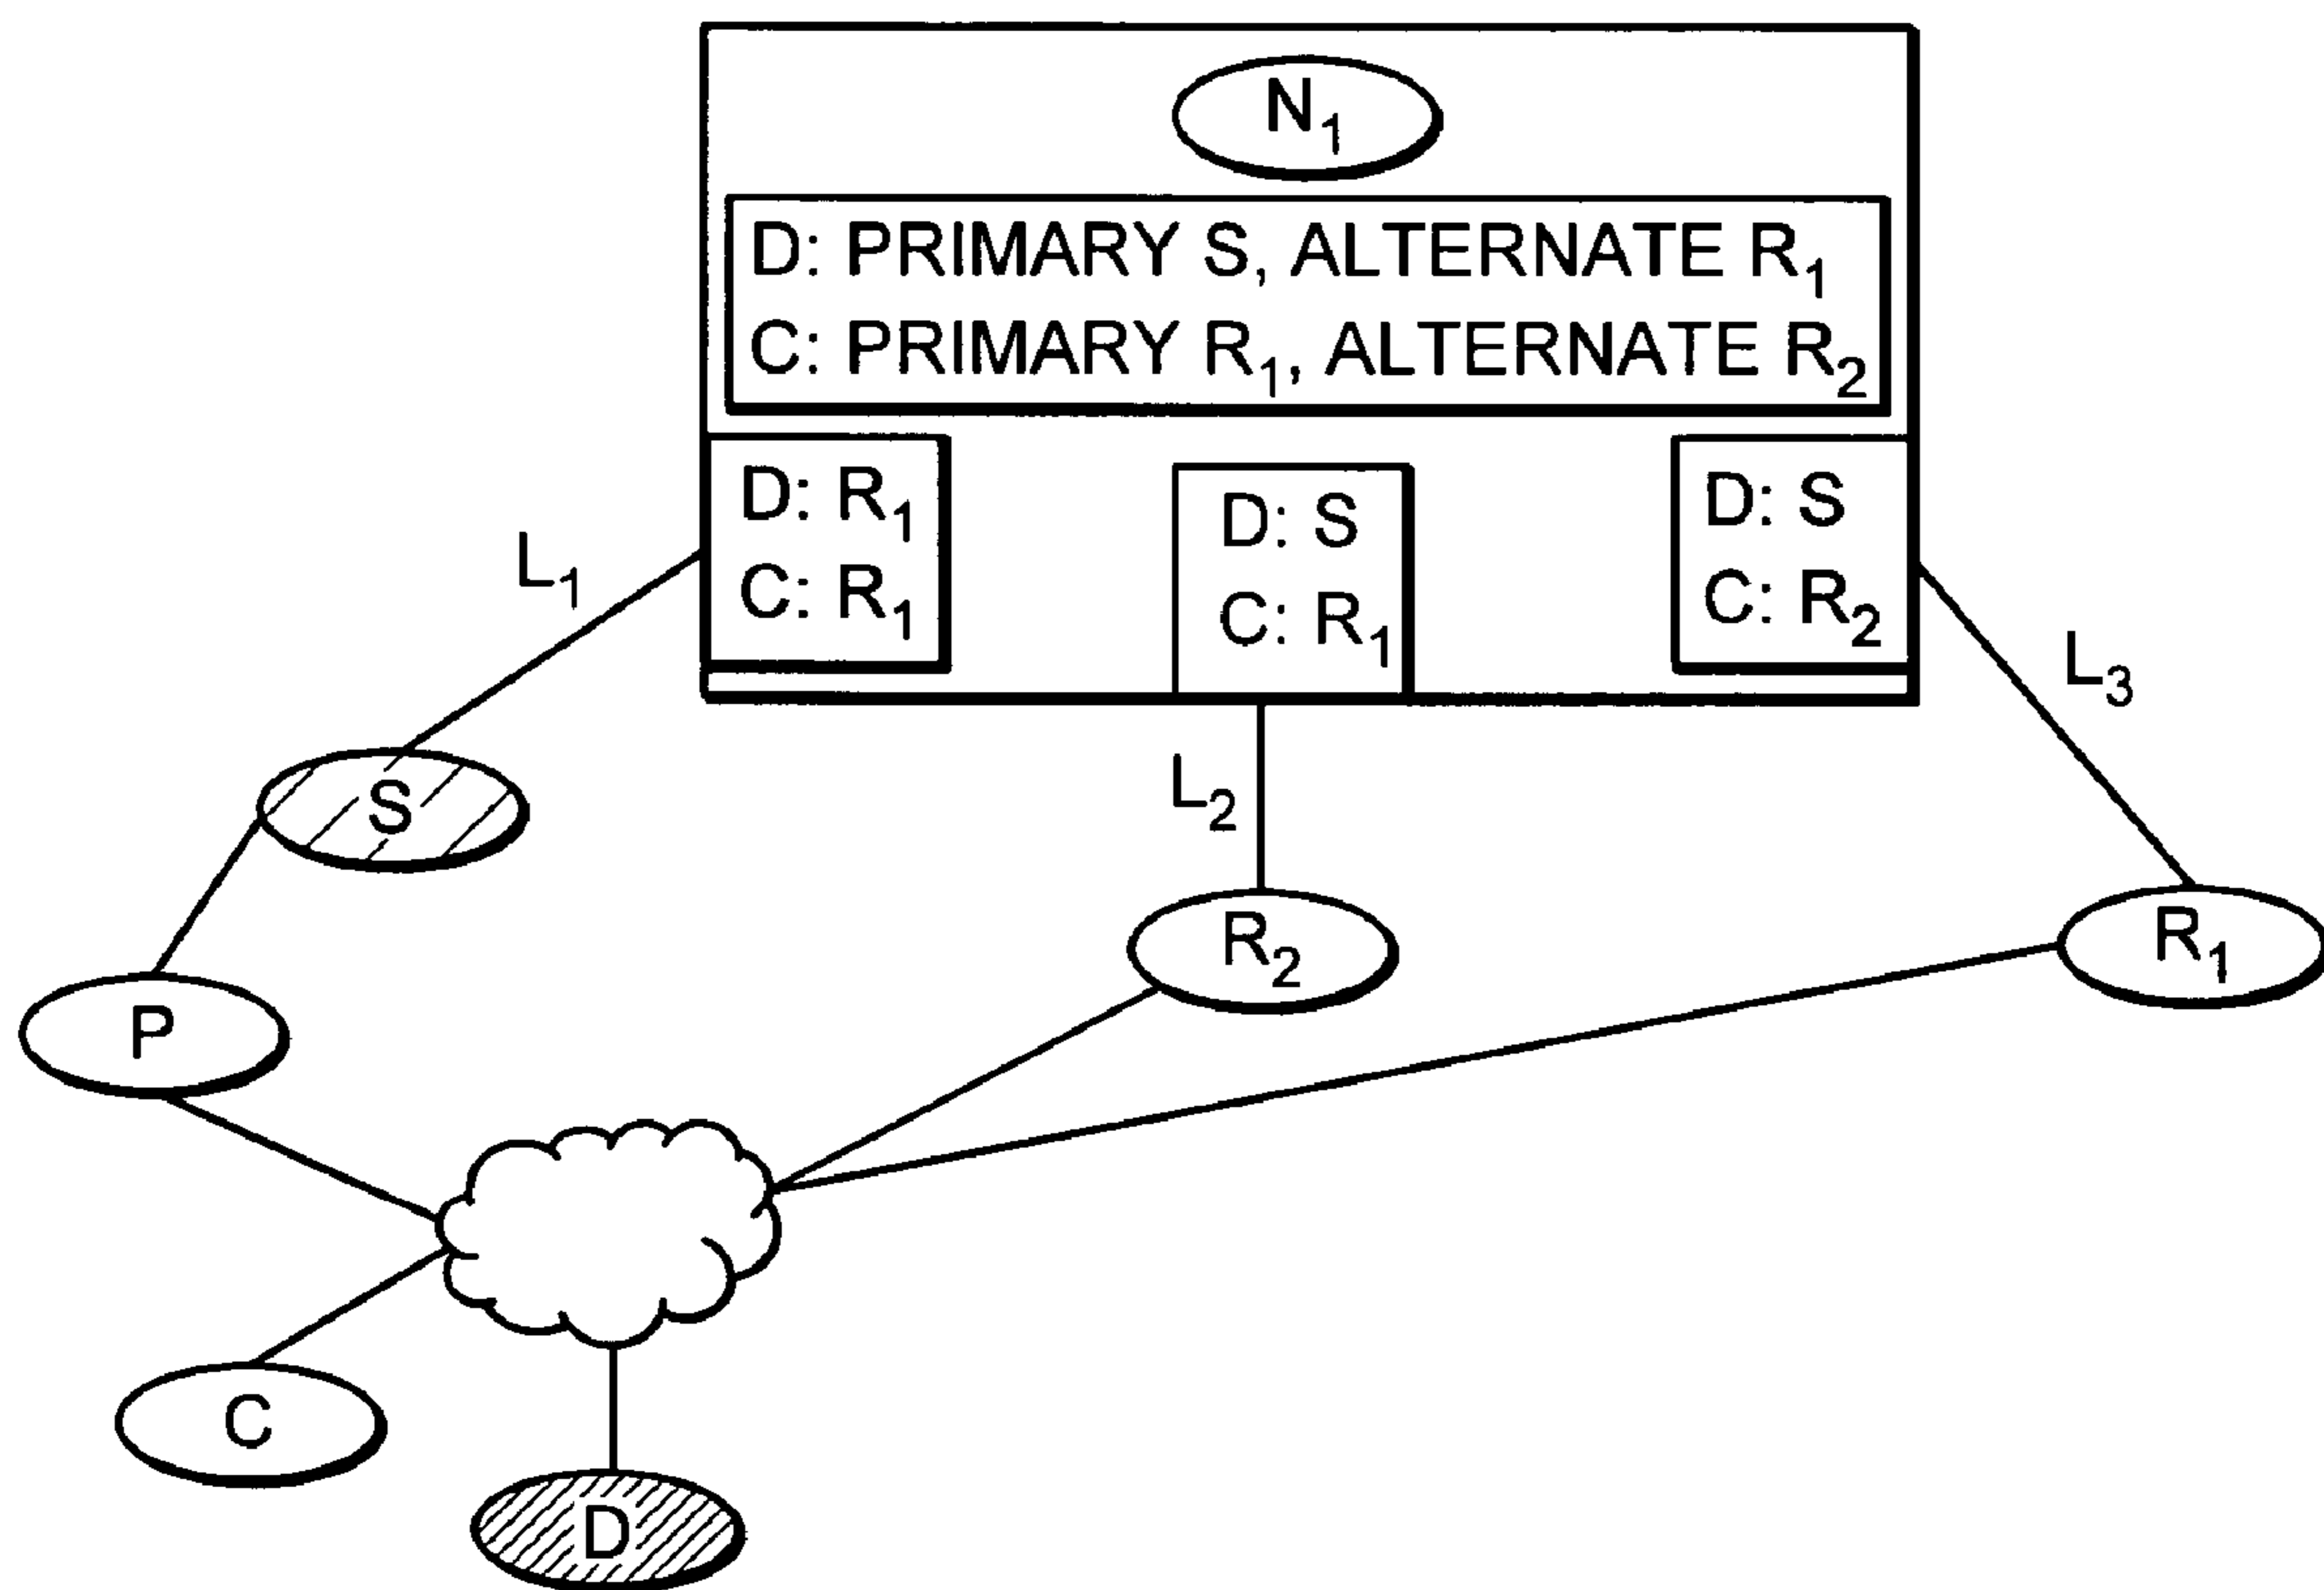 N₁
D: PRIMARY S, ALTERNATE R₁
C: PRIMARY R₁, ALTERNATE R₂
D: R₁
C: R₁
D: S
C: R₁
D: S
C: R₂
L₁
L₂
L₃
S
R₂
R₁
P
C
D